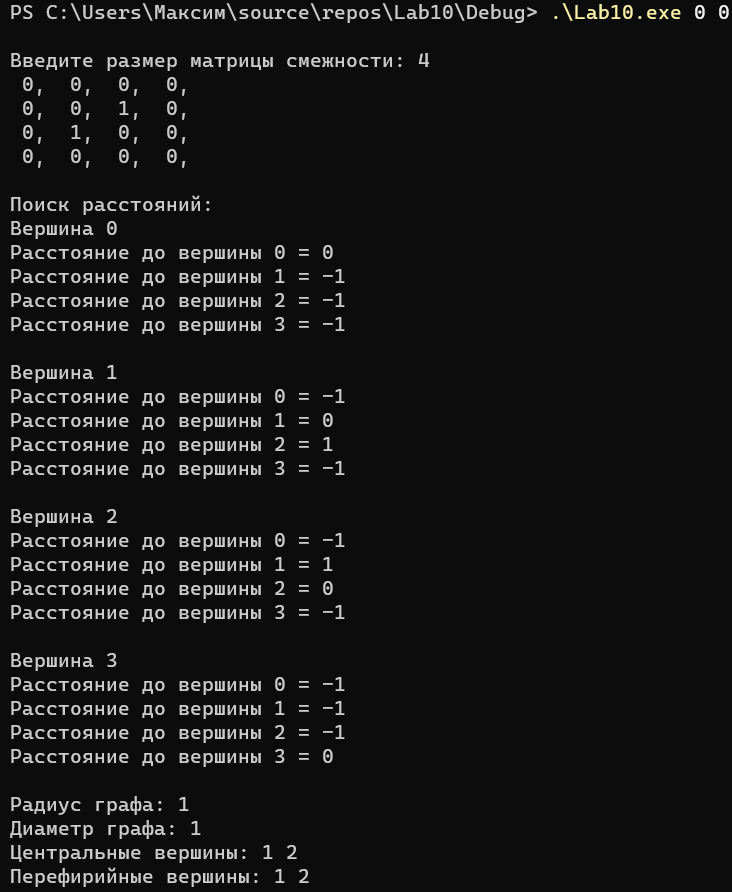 PS C:\Users\Максим\source\repos\Lab10\Debug> .\Lab10.exe 0 0
Введите размер матрицы смежности: 4
0, 0, 0, 0,
0, 0, 1, 0,
0, 1, 0, 0,
0, 0, 0, 0,
Поиск расстояний:
Вершина 0
Расстояние до вершины 0 = 0
Расстояние до вершины 1 = -1
Расстояние до вершины 2 = -1
Расстояние до вершины 3 = -1
Вершина 1
Расстояние до вершины 0 = -1
Расстояние до вершины 1 = 0
Расстояние до вершины 2 = 1
Расстояние до вершины 3 = -1
Вершина 2
Расстояние до вершины 0 = -1
Расстояние до вершины 1 = 1
Расстояние до вершины 2 = 0
Расстояние до вершины 3 = -1
Вершина 3
Расстояние до вершины 0 = -1
Расстояние до вершины 1 = -1
Расстояние до вершины 2 = -1
Расстояние до вершины 3 = 0
Радиус графа: 1
Диаметр графа: 1
Центральные вершины: 1 2
Перефирийные вершины: 1 2